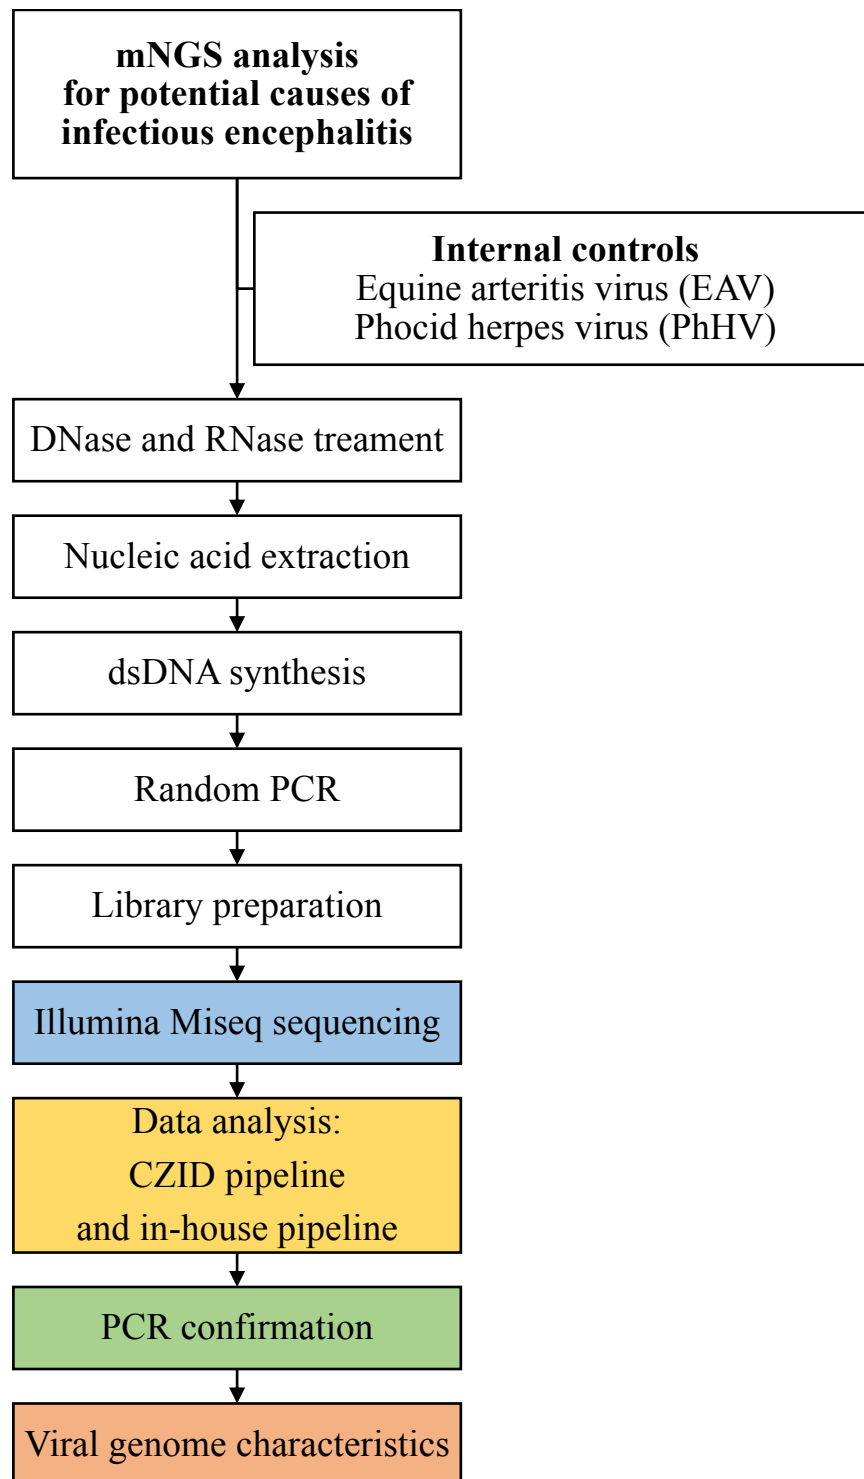 mNGS analysis
for potential causes of
infectious encephalitis
Internal controls
Equine arteritis virus (EAV)
Phocid herpes virus (PhHV)
DNase and RNase treament
Nucleic acid extraction
dsDNA synthesis
Random PCR
Library preparation
Illumina Miseq sequencing
Data analysis:
CZID pipeline
and in-house pipeline
PCR confirmation
Viral genome characteristics